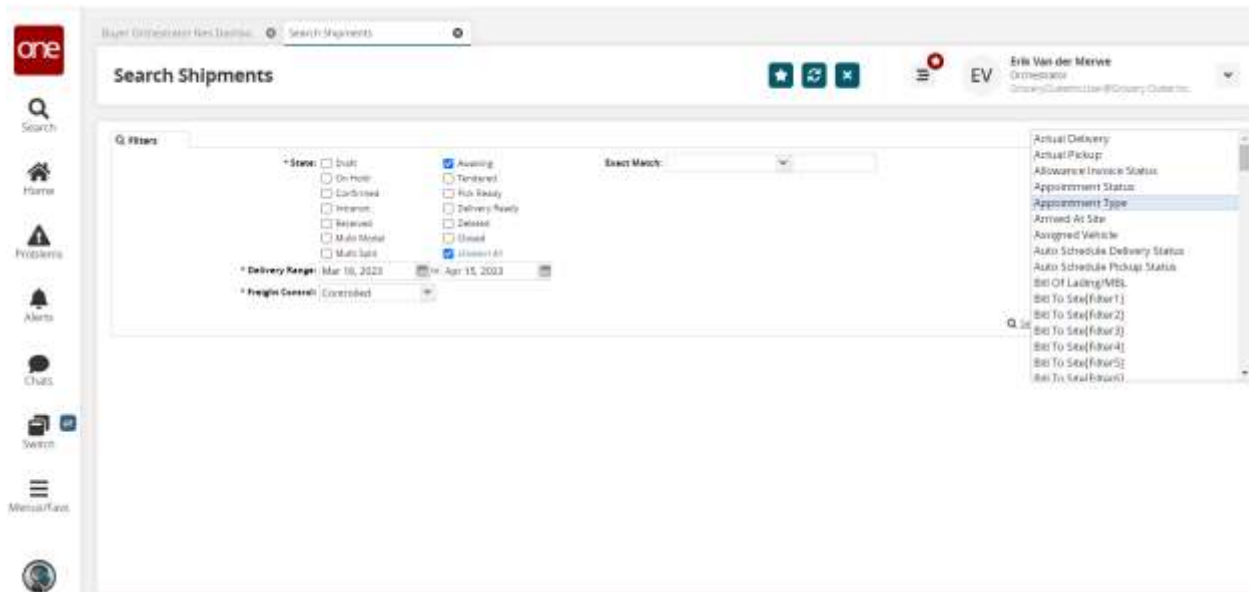 one
Search Shipments
Search Shipments
EV
Erik Van der Merwe
Orchestrator
Search
Home
Problems
Alerts
Chats
Switch
Menus/Favs
Filters
* State:
Draft
Awaiting
On Hold
Tendered
Confirmed
Pick Ready
Intransit
Delivery Ready
Received
Deleted
Multi Modal
Closed
Multi Split
Unselect All
Exact Match:
* Delivery Range: Mar 16, 2023 to Apr 15, 2023
* Freight Control: Controlled
Actual Delivery
Actual Pickup
Allowance Invoice Status
Appointment Status
Appointment Type
Arrived At Site
Assigned Vehicle
Auto Schedule Delivery Status
Auto Schedule Pickup Status
Bill Of Lading/MBL
Bill To Site[Filter1]
Bill To Site[Filter2]
Bill To Site[Filter3]
Bill To Site[Filter4]
Bill To Site[Filter5]